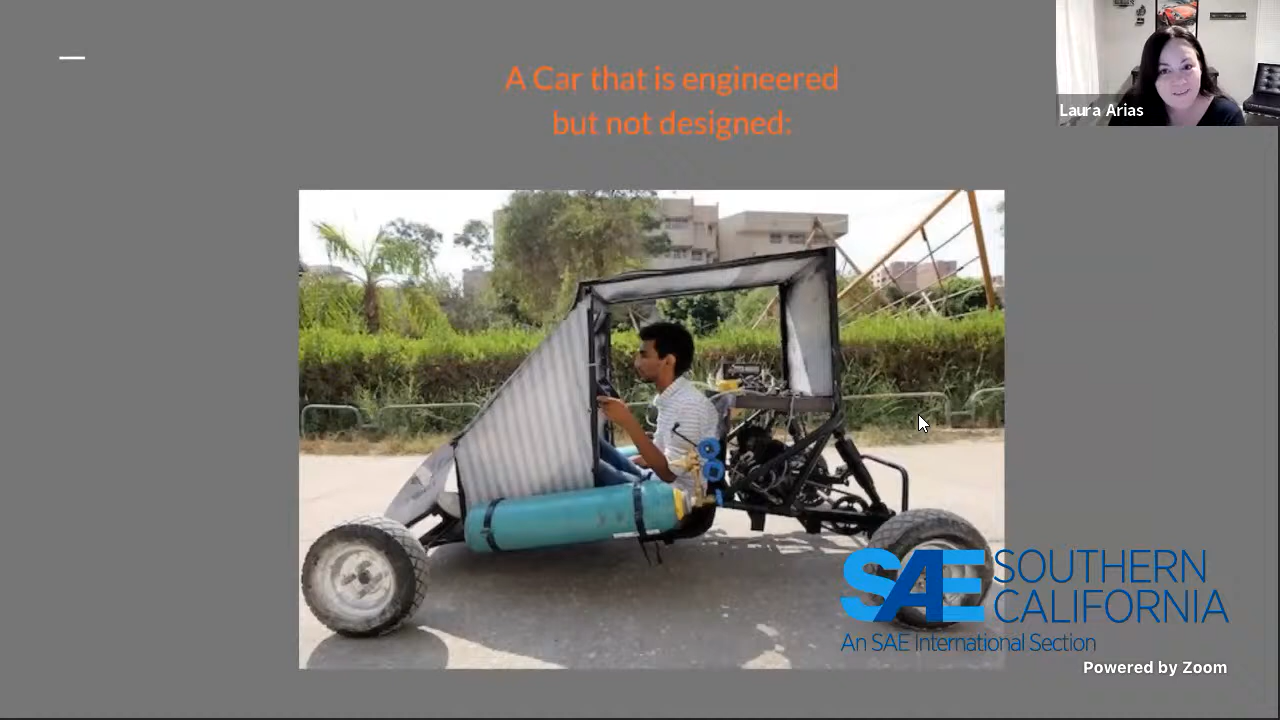 A Car that is engineered
but not designed:
Laura Arias
SAE SOUTHERN
CALIFORNIA
An SAE International Section
Powered by Zoom